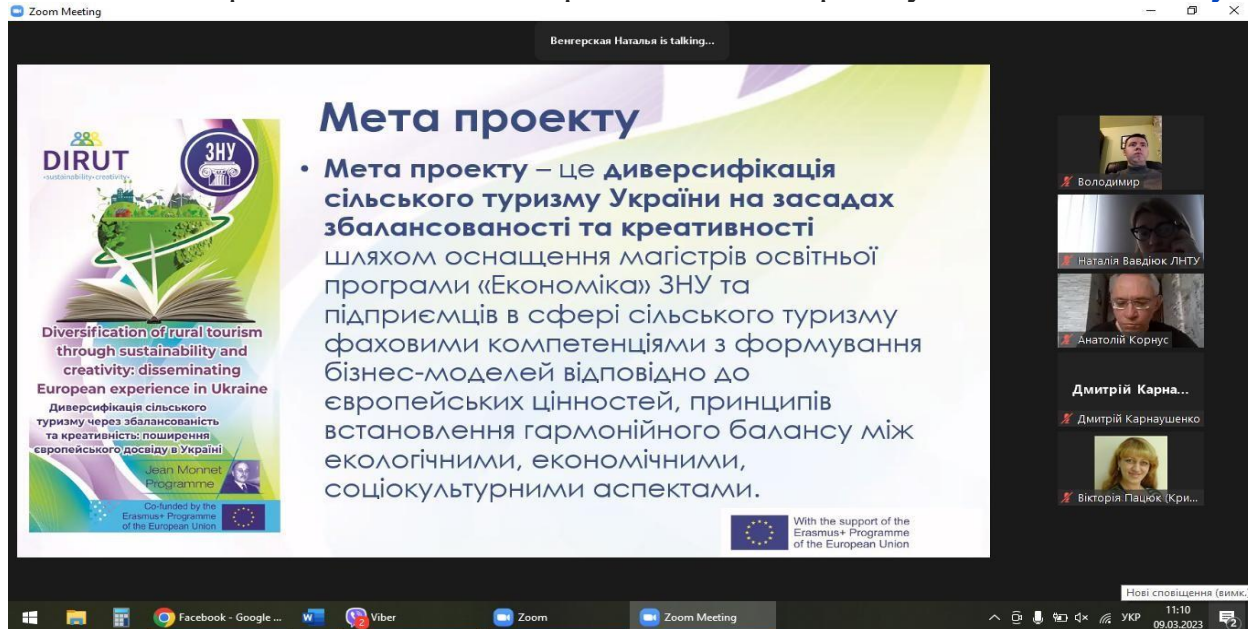 Zoom Meeting
Венгерская Наталья is talking...
Мета проекту
• Мета проекту – це диверсифікація
сільського туризму України на засадах
збалансованості та креативності
шляхом оснащення магістрів освітньої
програми «Економіка» ЗНУ та
підприємців в сфері сільського туризму
фаховими компетенціями з формування
бізнес-моделей відповідно до
європейських цінностей, принципів
встановлення гармонійного балансу між
екологічними, економічними,
соціокультурними аспектами.
DIRUT
-sustainability-creativity-
ЗНУ
Diversification of rural tourism
through sustainability and
creativity: disseminating
European experience in Ukraine
Диверсифікація сільського
туризму через збалансованість
та креативність: поширення
європейського досвіду в Україні
Jean Monnet
Programme
Co-funded by the
Erasmus+ Programme
of the European Union
With the support of the
Erasmus+ Programme
of the European Union
Володимир
Наталія Вавдіюк ЛНТУ
Анатолій Корнус
Дмитрій Карна...
Дмитрій Карнаушенко
Вікторія Пацюк (Кри...
Нові сповіщення (вимк.)
Facebook - Google ...
Viber
2
Zoom
Zoom Meeting
УКР
11:10
09.03.2023
2